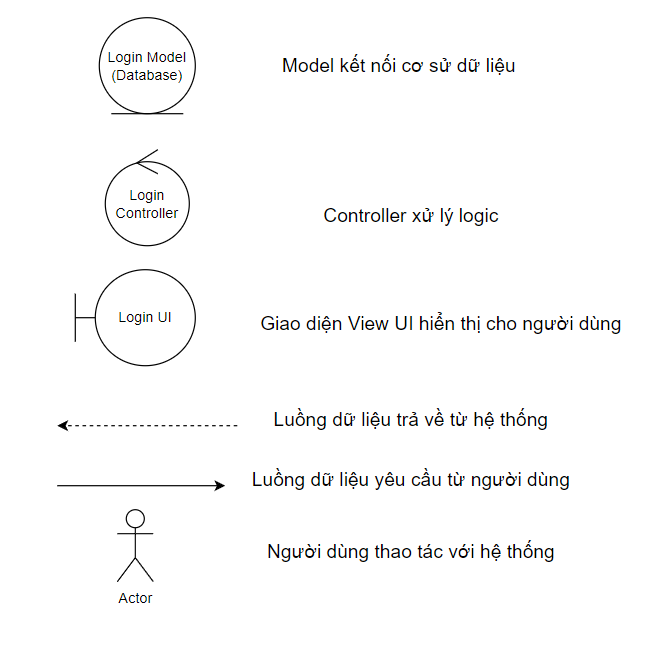 Login Model
(Database)
Model kết nối cơ sử dữ liệu
Login
Controller
Controller xử lý logic
Login UI
Giao diện View UI hiển thị cho người dùng
Luồng dữ liệu trả về từ hệ thống
Luồng dữ liệu yêu cầu từ người dùng
Người dùng thao tác với hệ thống
Actor